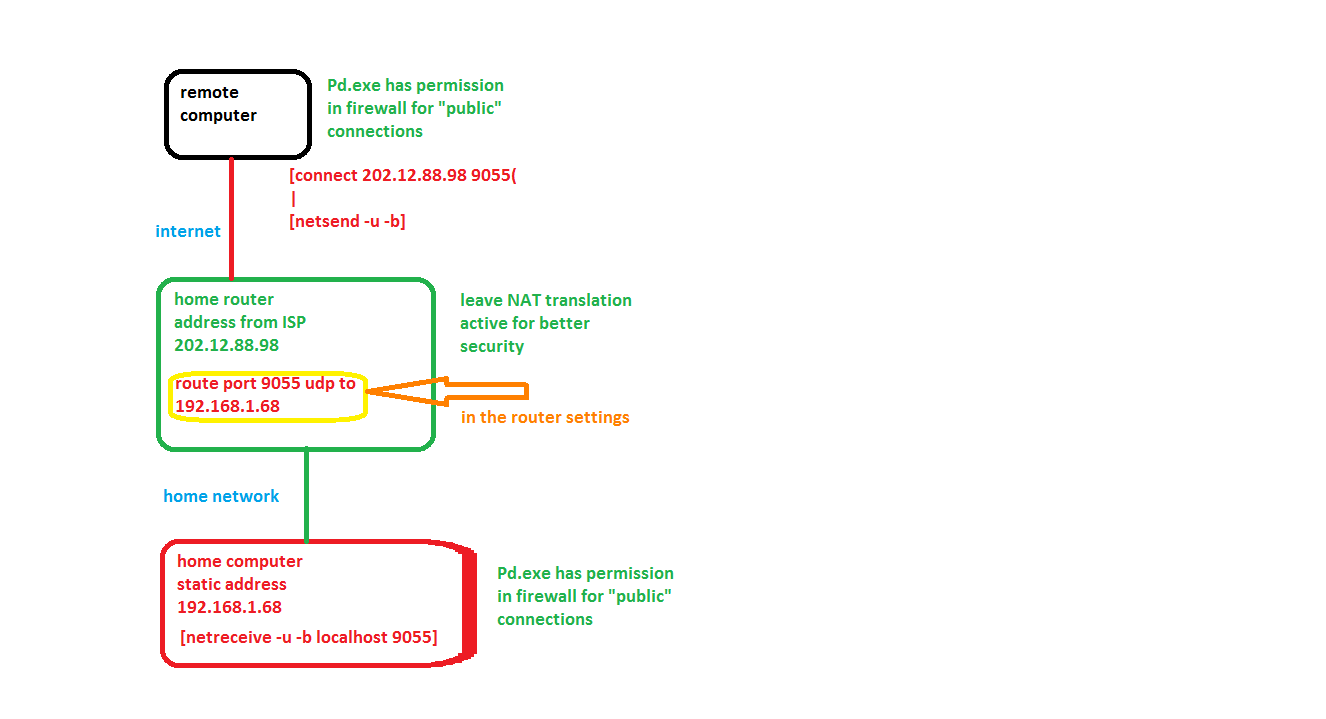 remote
computer
Pd.exe has permission
in firewall for "public"
connections
[connect 202.12.88.98 9055(
|
[netsend -u -b]
internet
home router
address from ISP
202.12.88.98
leave NAT translation
active for better
security
route port 9055 udp to
192.168.1.68
in the router settings
home network
home computer
static address
192.168.1.68
[netreceive -u -b localhost 9055]
Pd.exe has permission
in firewall for "public"
connections